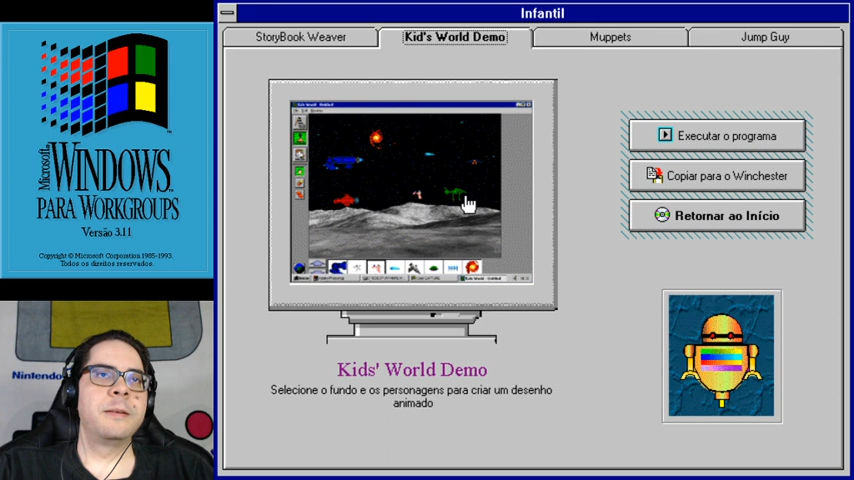 Microsoft®
WINDOWS™
PARA WORKGROUPS
Versão 3.11
Copyright © Microsoft Corporation 1985-1993.
Todos os direitos reservados.
Nintendo
Infantil
StoryBook Weaver
Kid's World Demo
Muppets
Jump Guy
Executar o programa
Copiar para o Winchester
Retornar ao Início
Kids' World Demo
Selecione o fundo e os personagens para criar um desenho
animado